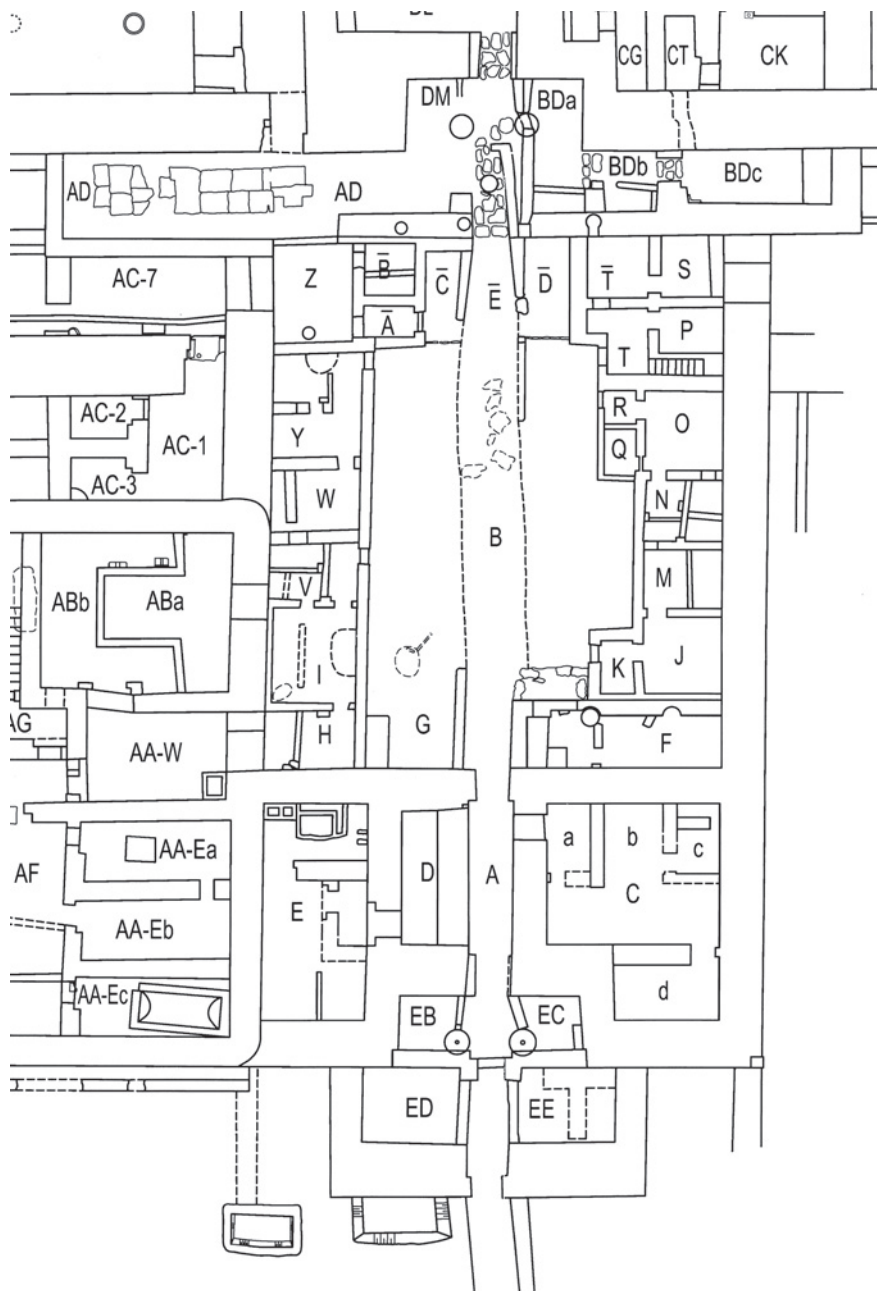 CG CT CK
DM BDa
AD AD BDb BDc
AC-7 Z B̅ C̅ E̅ D̅ T̅ S
A̅ T P
AC-2 AC-1 Y R O
Q
AC-3 W N
B
ABb ABa V M
I K J
AG AA-W H G F
AF AA-Ea E D A a b c
C
AA-Eb
AA-Ec EB EC d
ED EE